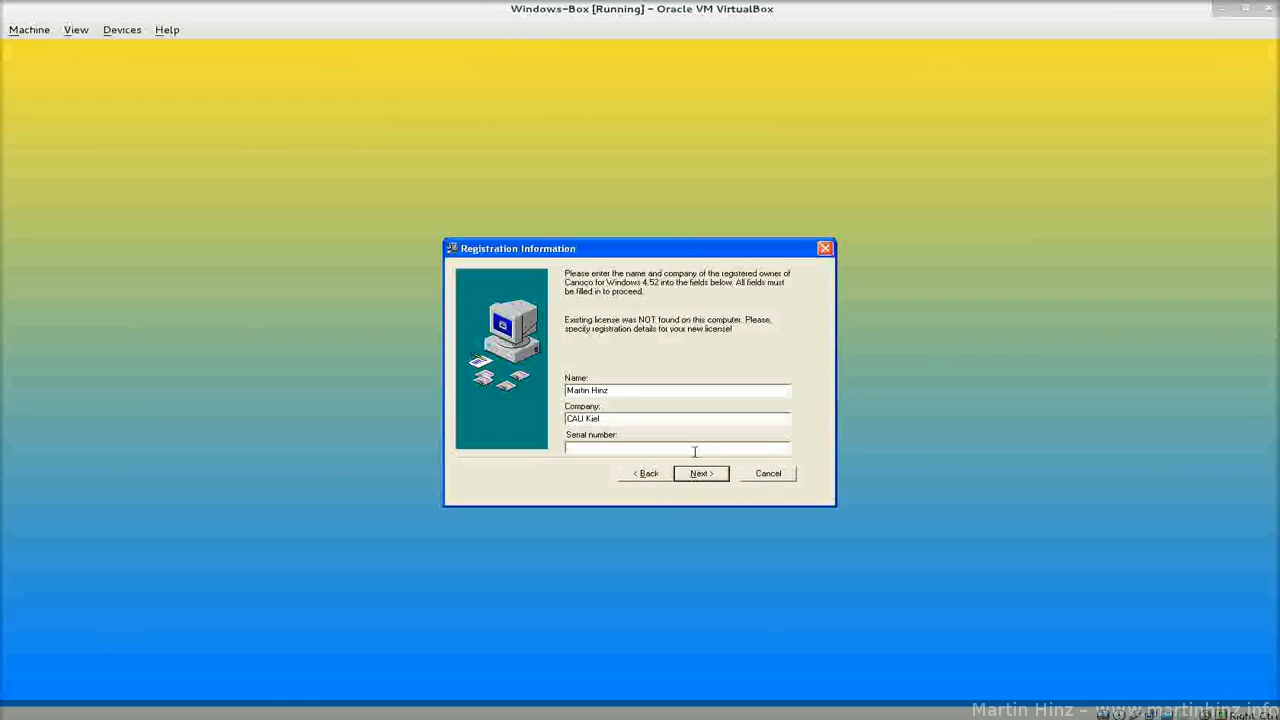 Windows-Box [Running] - Oracle VM VirtualBox
Machine View Devices Help
Registration Information
Please enter the name and company of the registered owner of
Canoco for Windows 4.52 into the fields below. All fields must
be filled in to proceed.
Existing license was NOT found on this computer. Please,
specify registration details for your new license!
Name:
Martin Hinz
Company:
CAU Kiel
Serial number:
< Back Next > Cancel
Martin Hinz - www.martinhinz.info